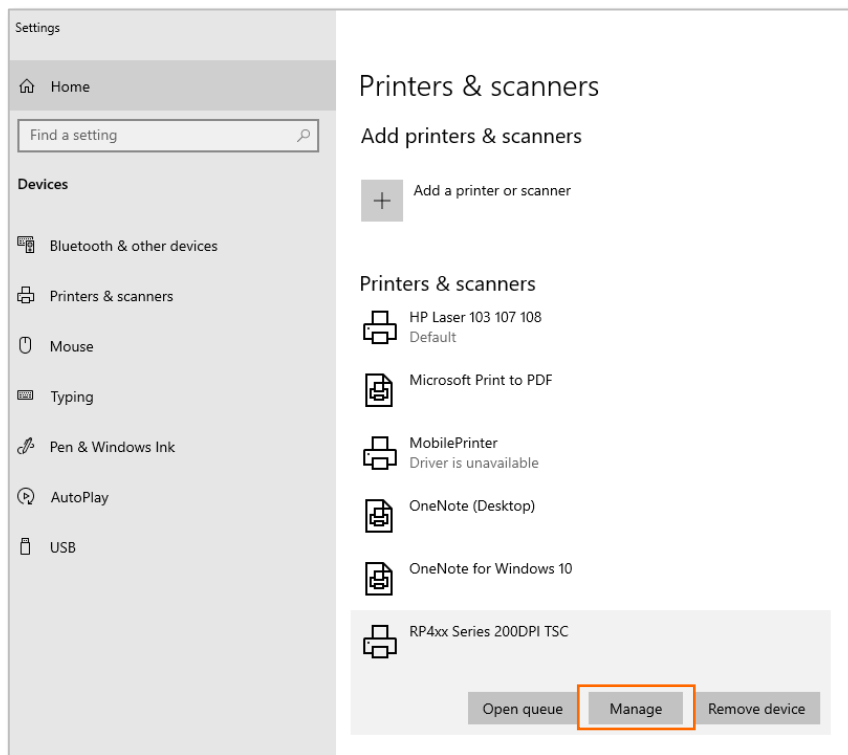 Settings
Home
Find a setting
Devices
Bluetooth & other devices
Printers & scanners
Mouse
Typing
Pen & Windows Ink
AutoPlay
USB
Printers & scanners
Add printers & scanners
Add a printer or scanner
Printers & scanners
HP Laser 103 107 108
Default
Microsoft Print to PDF
MobilePrinter
Driver is unavailable
OneNote (Desktop)
OneNote for Windows 10
RP4xx Series 200DPI TSC
Open queue Manage Remove device